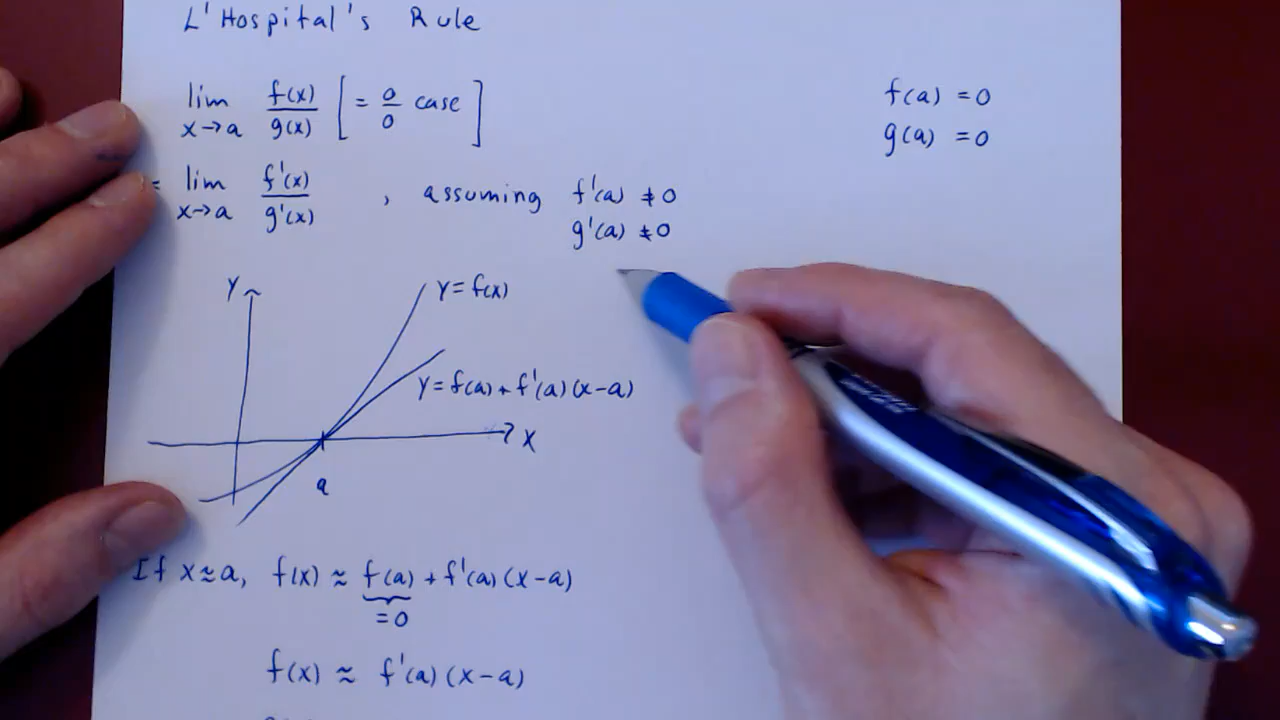 L'Hospital's Rule
lim x→a f(x)/g(x) [ = 0/0 case ]
f(a) = 0
g(a) = 0
= lim x→a f'(x)/g'(x) , assuming f'(a) ≠ 0
g'(a) ≠ 0
Y
y = f(x)
y = f(a) + f'(a)(x-a)
x
a
If x≈a, f(x) ≈ f(a) + f'(a)(x-a)
= 0
f(x) ≈ f'(a)(x-a)